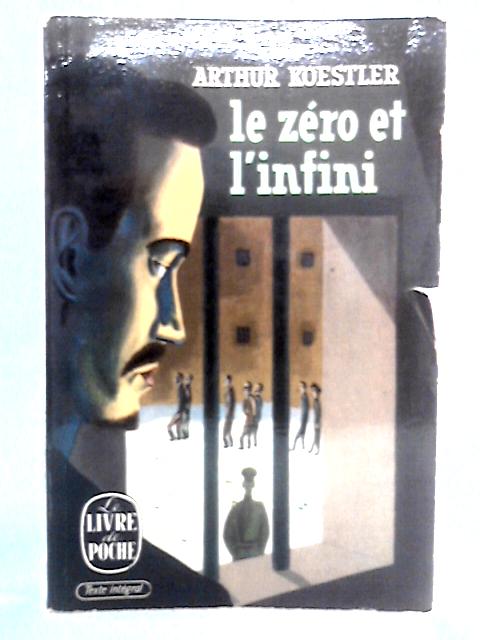 ARTHUR KOESTLER
le zéro et
l'infini
Le
LIVRE
de
POCHE
Texte intégral